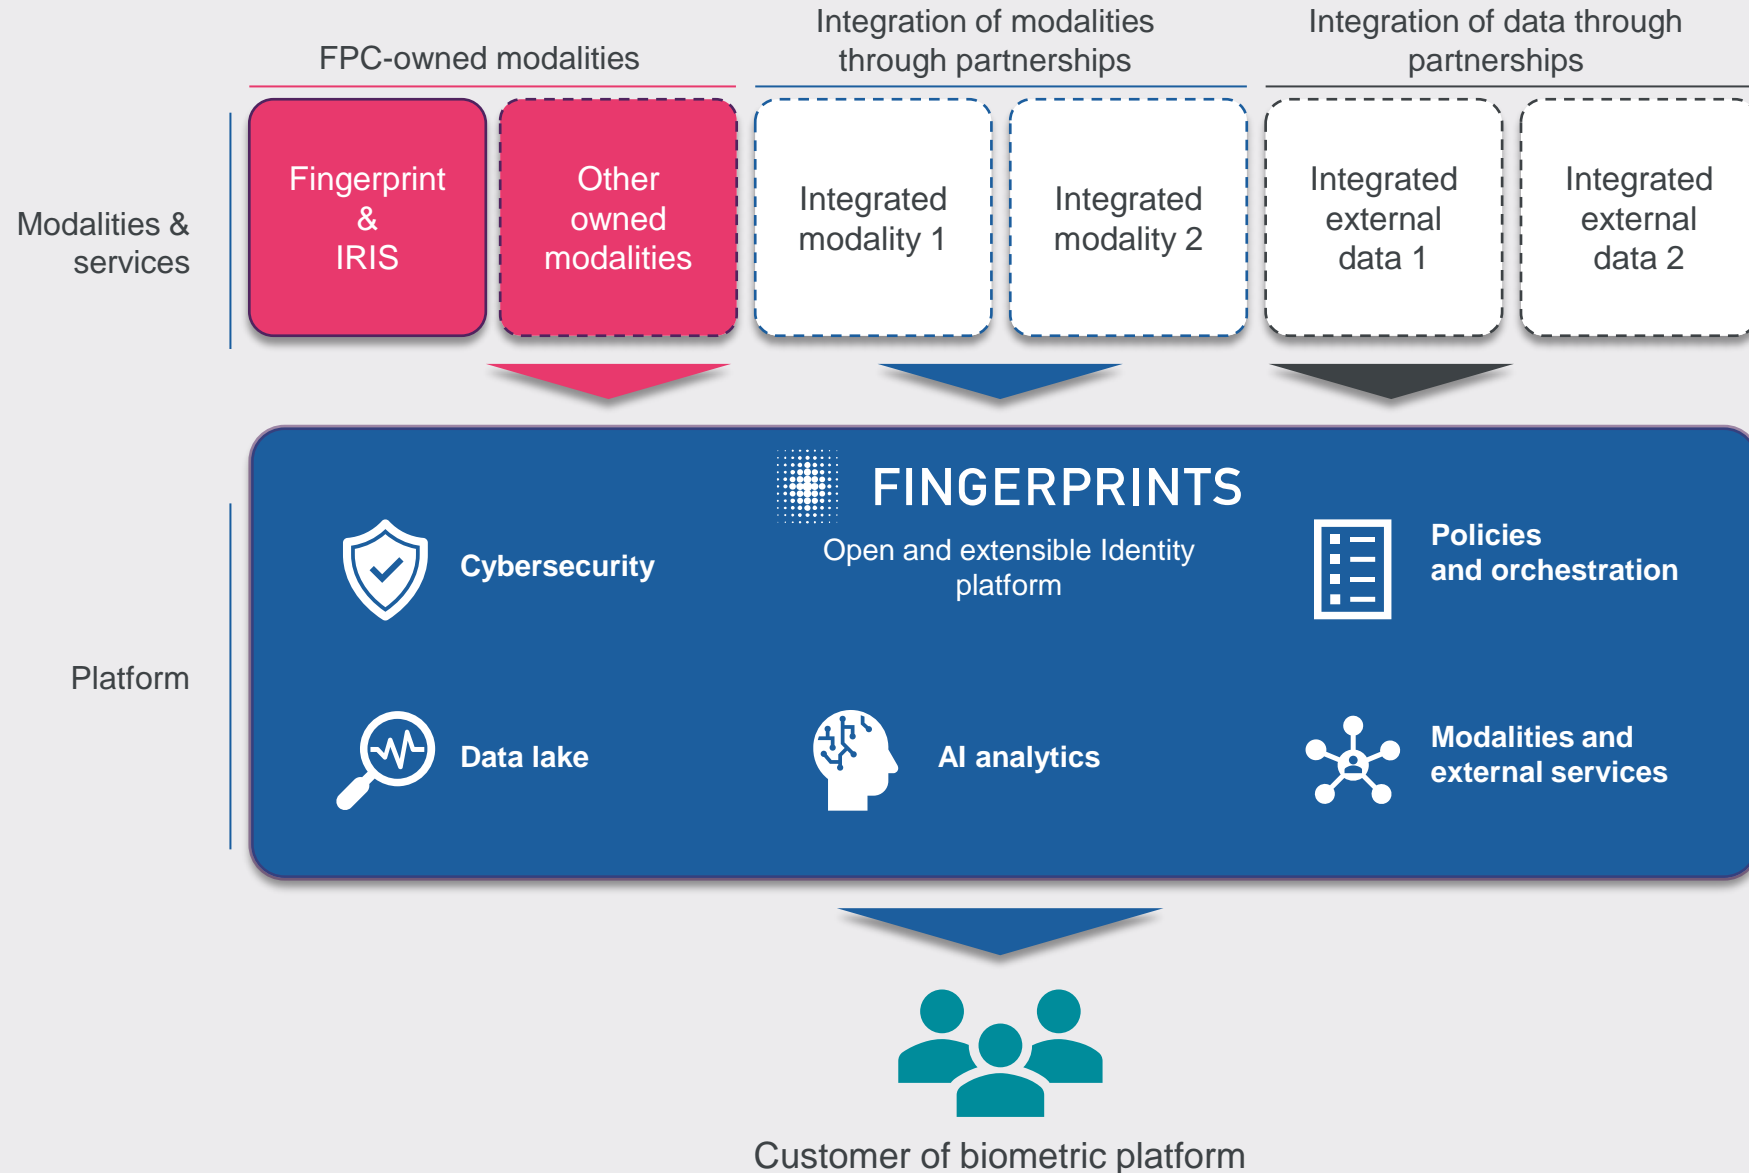 FPC-owned modalities
Integration of modalities
through partnerships
Integration of data through
partnerships
Modalities &
services
Fingerprint
&
IRIS
Other
owned
modalities
Integrated
modality 1
Integrated
modality 2
Integrated
external
data 1
Integrated
external
data 2
Platform
FINGERPRINTS
Open and extensible Identity
platform
Cybersecurity
Policies
and orchestration
Data lake
AI analytics
Modalities and
external services
Customer of biometric platform